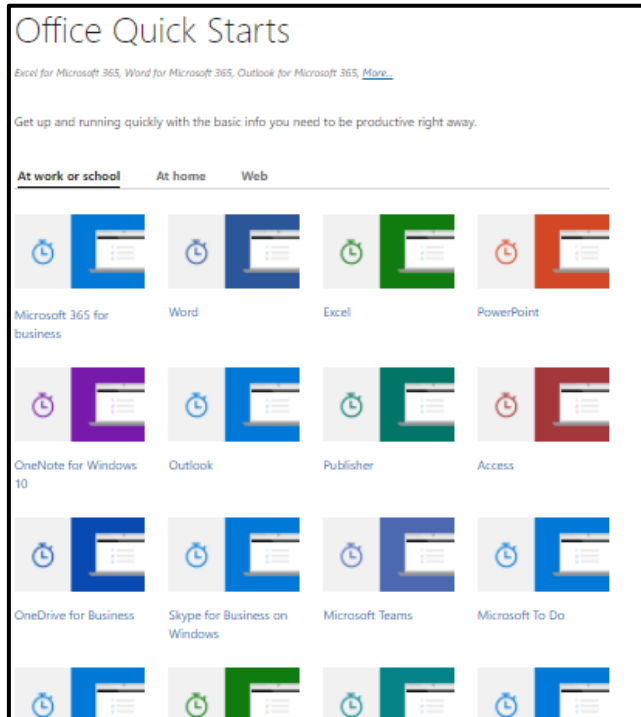 Office Quick Starts
Excel for Microsoft 365, Word for Microsoft 365, Outlook for Microsoft 365, More...
Get up and running quickly with the basic info you need to be productive right away.
At work or school At home Web
Microsoft 365 for
business
Word
Excel
PowerPoint
OneNote for Windows
10
Outlook
Publisher
Access
OneDrive for Business
Skype for Business on
Windows
Microsoft Teams
Microsoft To Do